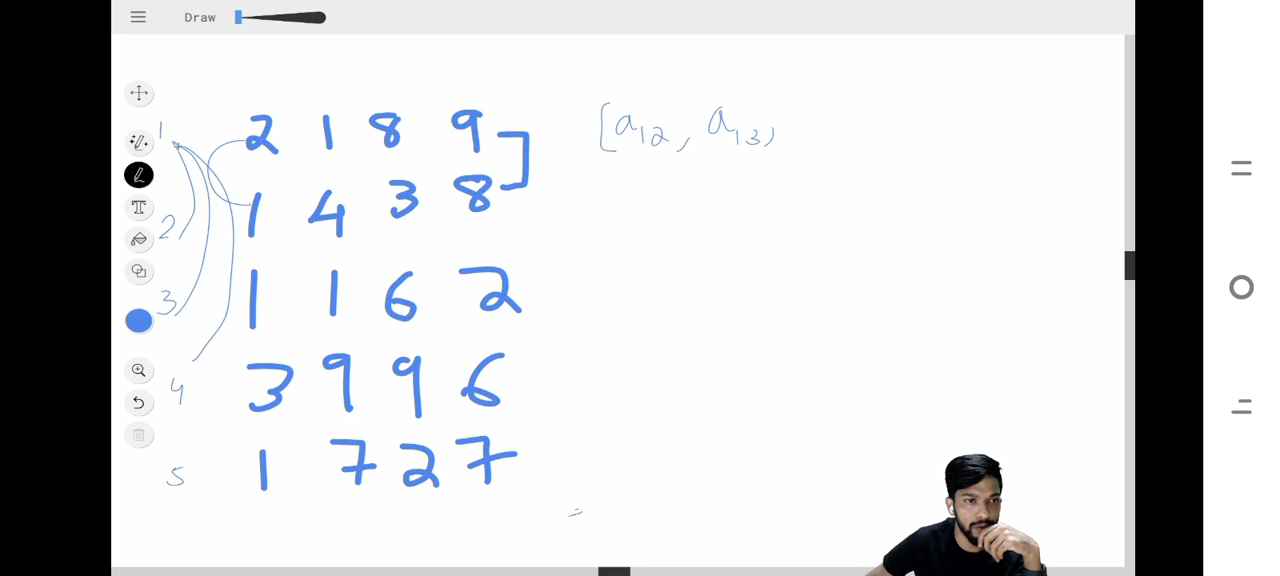 Draw
1 2 1 8 9 [a12, a13,
2 1 4 3 8
3 1 1 6 2
4 3 9 9 6
5 1 7 2 7
=